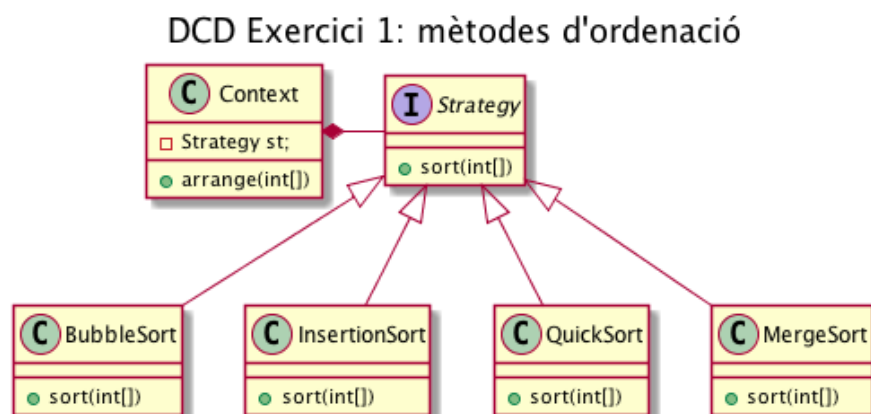 DCD Exercici 1: mètodes d'ordenació
C Context
Strategy st;
arrange(int[])
I Strategy
sort(int[])
C BubbleSort
sort(int[])
C InsertionSort
sort(int[])
C QuickSort
sort(int[])
C MergeSort
sort(int[])